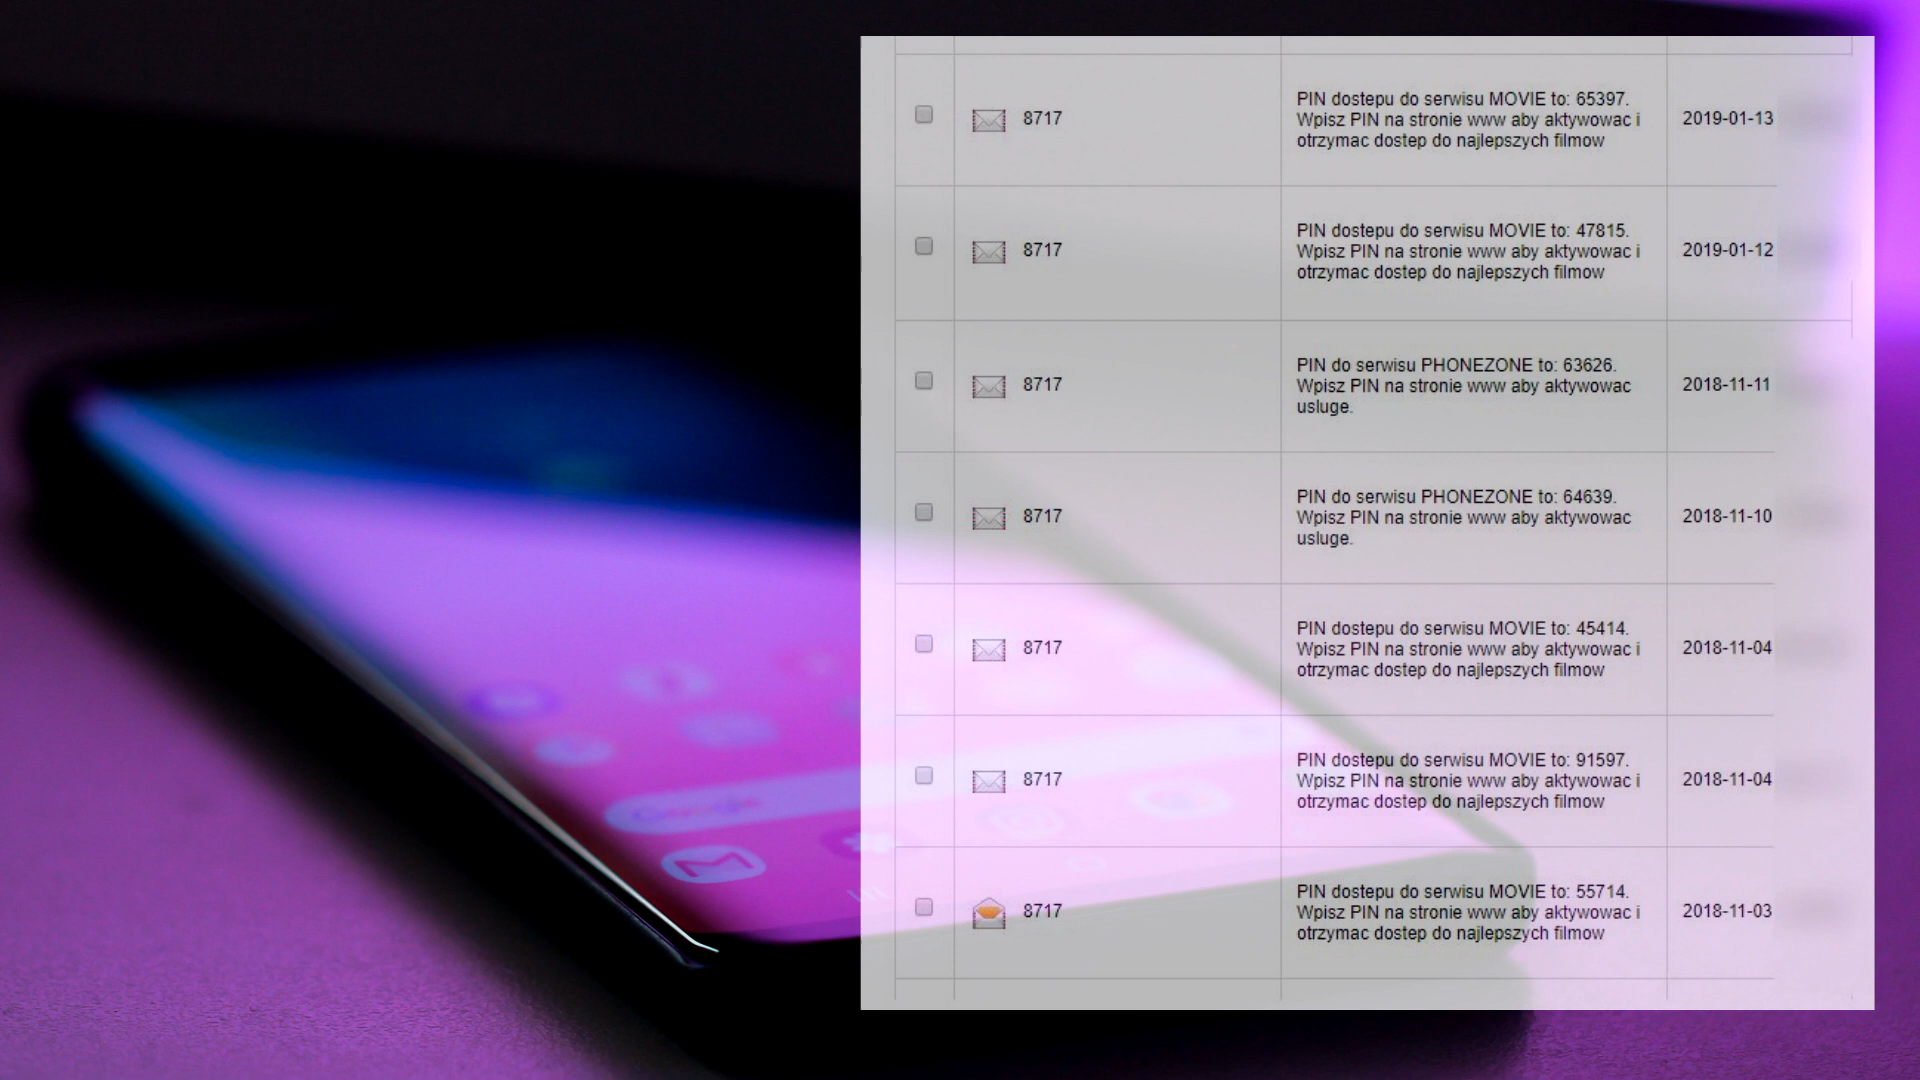 8717
PIN dostepu do serwisu MOVIE to: 65397.
Wpisz PIN na stronie www aby aktywowac i
otrzymac dostep do najlepszych filmow
2019-01-13
8717
PIN dostepu do serwisu MOVIE to: 47815.
Wpisz PIN na stronie www aby aktywowac i
otrzymac dostep do najlepszych filmow
2019-01-12
8717
PIN do serwisu PHONEZONE to: 63626.
Wpisz PIN na stronie www aby aktywowac
usluge.
2018-11-11
8717
PIN do serwisu PHONEZONE to: 64639.
Wpisz PIN na stronie www aby aktywowac
usluge.
2018-11-10
8717
PIN dostepu do serwisu MOVIE to: 45414.
Wpisz PIN na stronie www aby aktywowac i
otrzymac dostep do najlepszych filmow
2018-11-04
8717
PIN dostepu do serwisu MOVIE to: 91597.
Wpisz PIN na stronie www aby aktywowac i
otrzymac dostep do najlepszych filmow
2018-11-04
8717
PIN dostepu do serwisu MOVIE to: 55714.
Wpisz PIN na stronie www aby aktywowac i
otrzymac dostep do najlepszych filmow
2018-11-03
Google